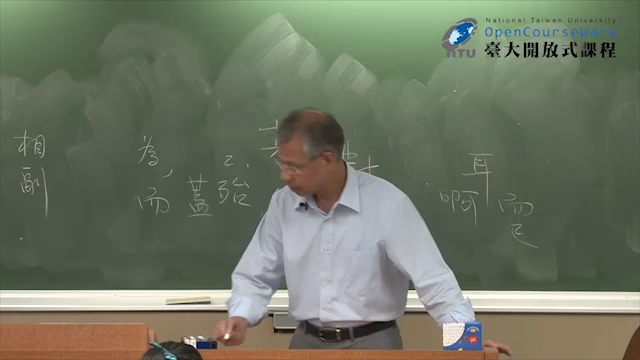 National Taiwan University
OpenCourseWare
臺大開放式課程
NTU
耳
啊
而已
為，而
蓋
殆
相副